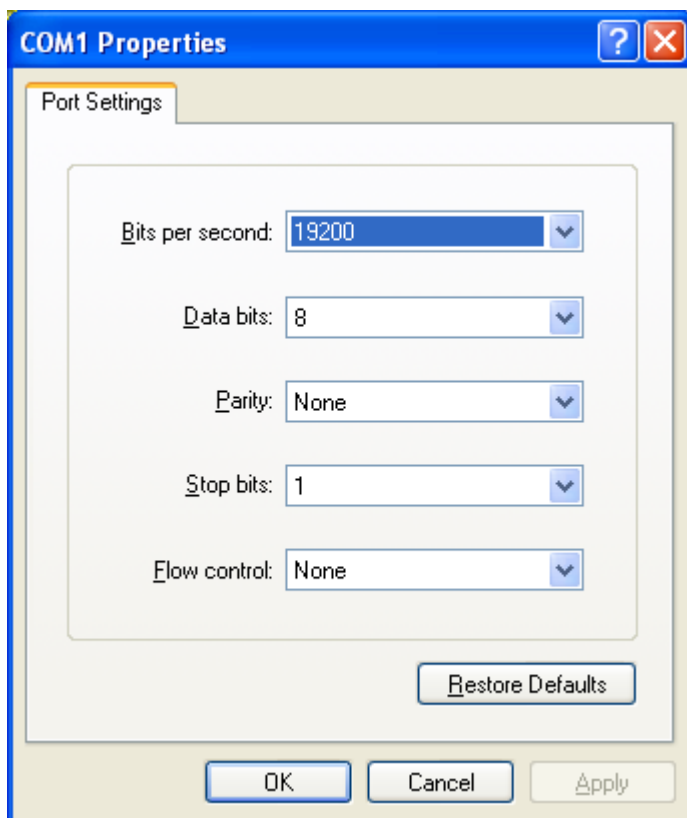 COM1 Properties
Port Settings
Bits per second: 19200
Data bits: 8
Parity: None
Stop bits: 1
Flow control: None
Restore Defaults
OK Cancel Apply